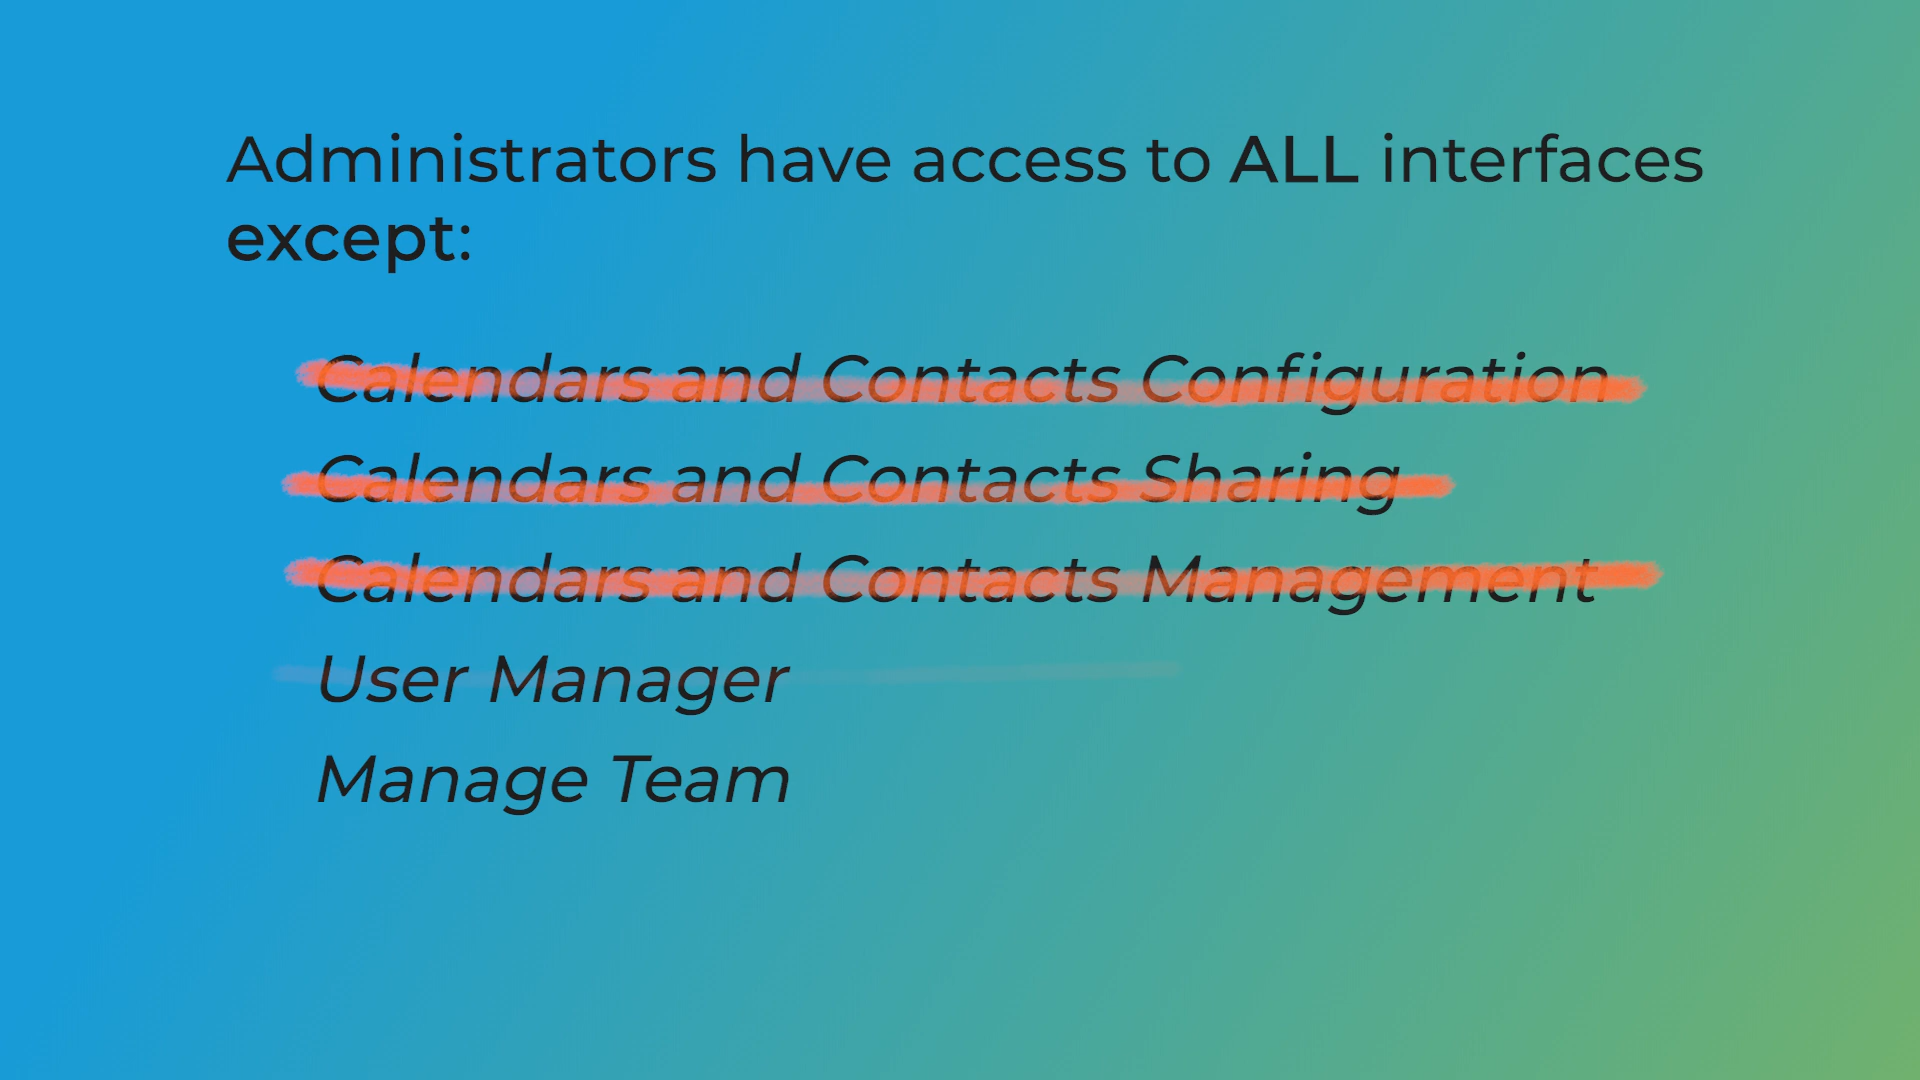 Administrators have access to ALL interfaces
except:
Calendars and Contacts Configuration
Calendars and Contacts Sharing
Calendars and Contacts Management
User Manager
Manage Team